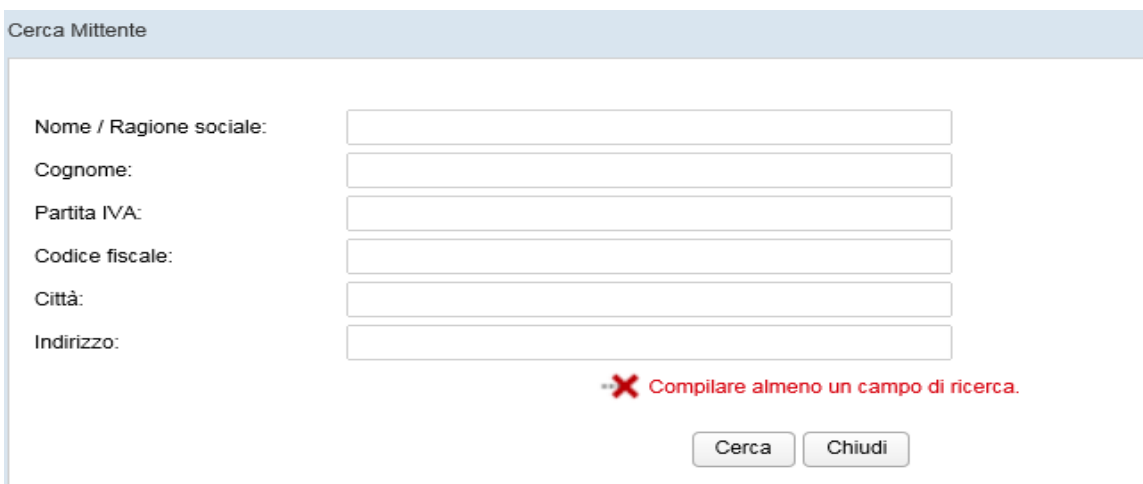 Cerca Mittente
Nome / Ragione sociale:
Cognome:
Partita IVA:
Codice fiscale:
Città:
Indirizzo:
Compilare almeno un campo di ricerca.
Cerca Chiudi